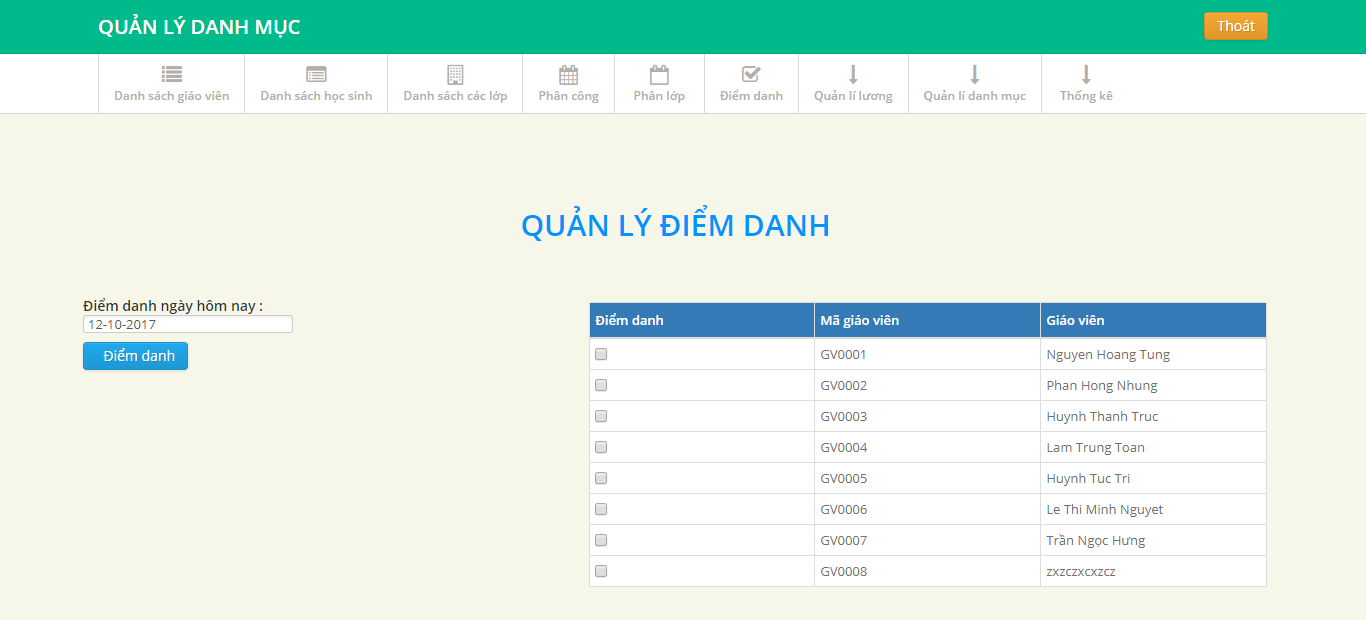 QUẢN LÝ DANH MỤC
Thoát
Danh sách giáo viên
Danh sách học sinh
Danh sách các lớp
Phân công
Phân lớp
Điểm danh
Quản lí lương
Quản lí danh mục
Thống kê
QUẢN LÝ ĐIỂM DANH
Điểm danh ngày hôm nay :
12-10-2017
Điểm danh
Điểm danh Mã giáo viên Giáo viên
GV0001 Nguyen Hoang Tung
GV0002 Phan Hong Nhung
GV0003 Huynh Thanh Truc
GV0004 Lam Trung Toan
GV0005 Huynh Tuc Tri
GV0006 Le Thi Minh Nguyet
GV0007 Trần Ngọc Hưng
GV0008 zxzczxcxzcz